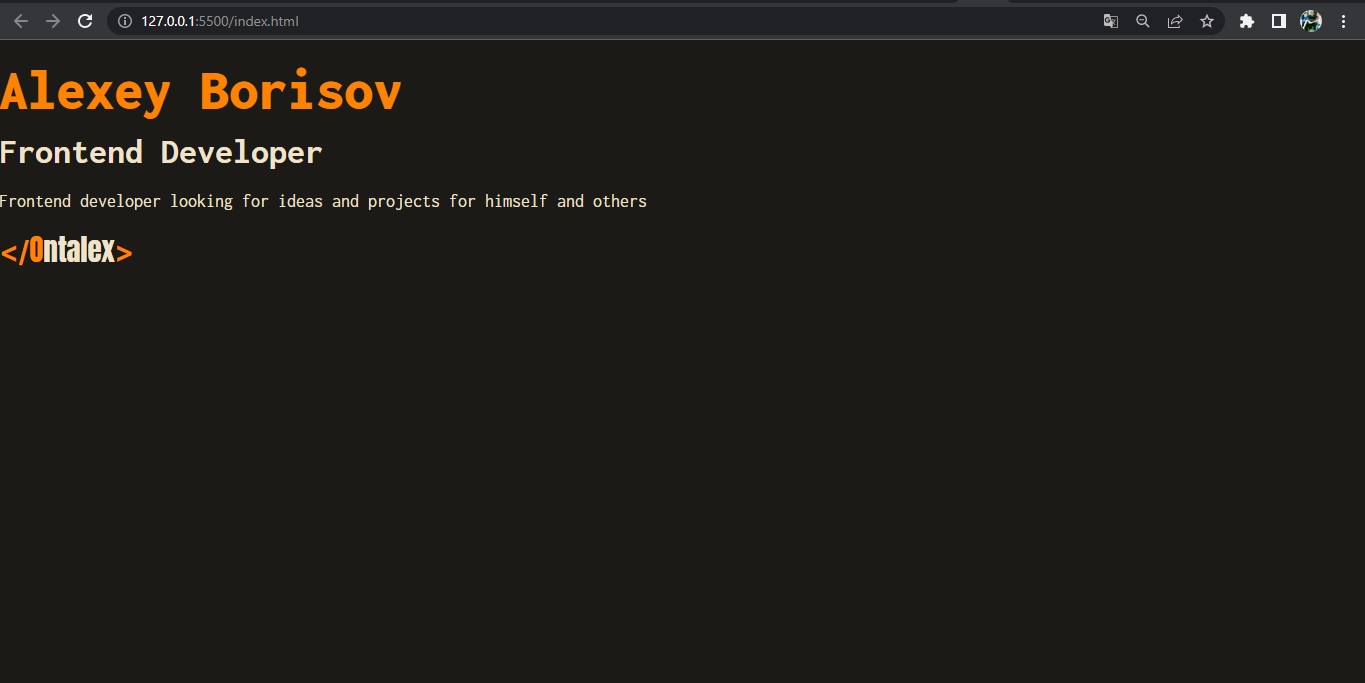 127.0.0.1:5500/index.html
Alexey Borisov
Frontend Developer
Frontend developer looking for ideas and projects for himself and others
</Ontalex>